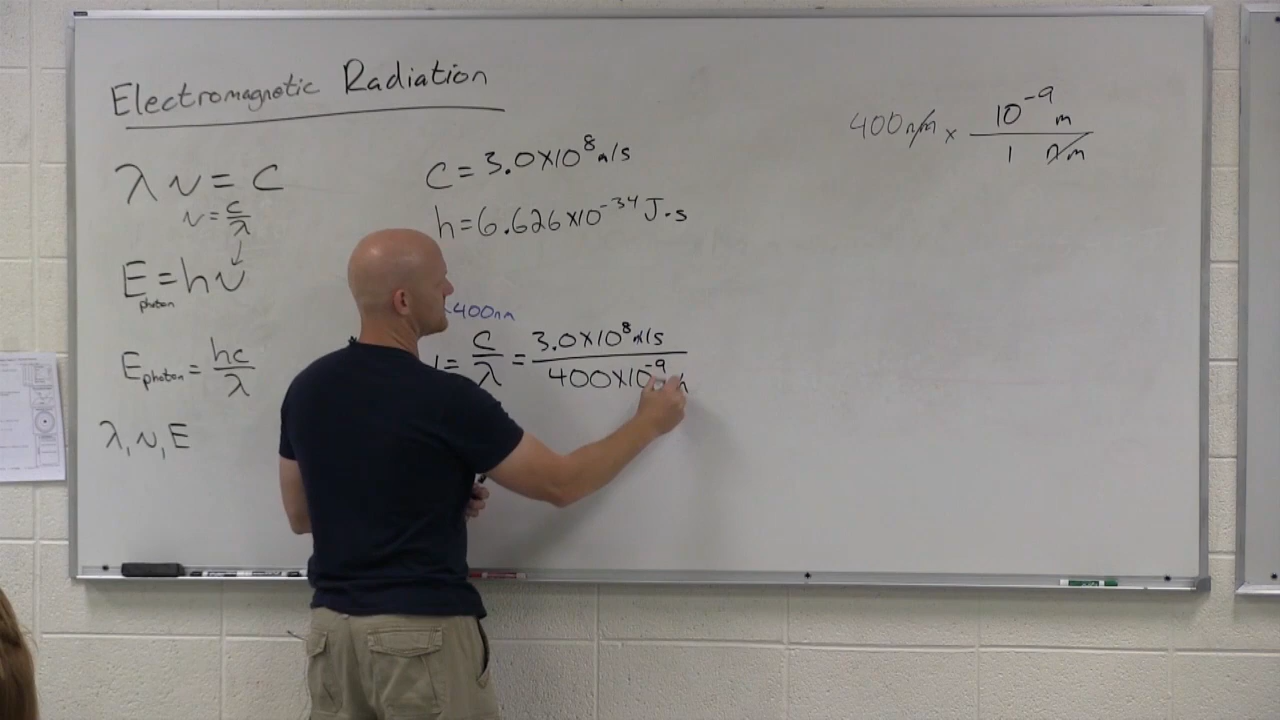 Electromagnetic Radiation
λν = C
ν = C/λ
E photon = hν
E photon = hc/λ
λ, ν, E
C = 3.0×10⁸ m/s
h = 6.626×10⁻³⁴ J·s
400nm
= C/λ = 3.0×10⁸ m/s / 400×10⁻⁹ m
400nm × 10⁻⁹ m / 1 nm